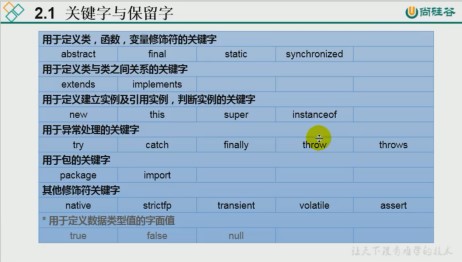 2.1 关键字与保留字
尚硅谷
用于定义类，函数，变量修饰符的关键字
abstract final static synchronized
用于定义类与类之间关系的关键字
extends implements
用于定义建立实例及引用实例，判断实例的关键字
new this super instanceof
用于异常处理的关键字
try catch finally throw throws
用于包的关键字
package import
其他修饰符关键字
native strictfp transient volatile assert
* 用于定义数据类型值的字面值
true false null
让天下没有难学的技术